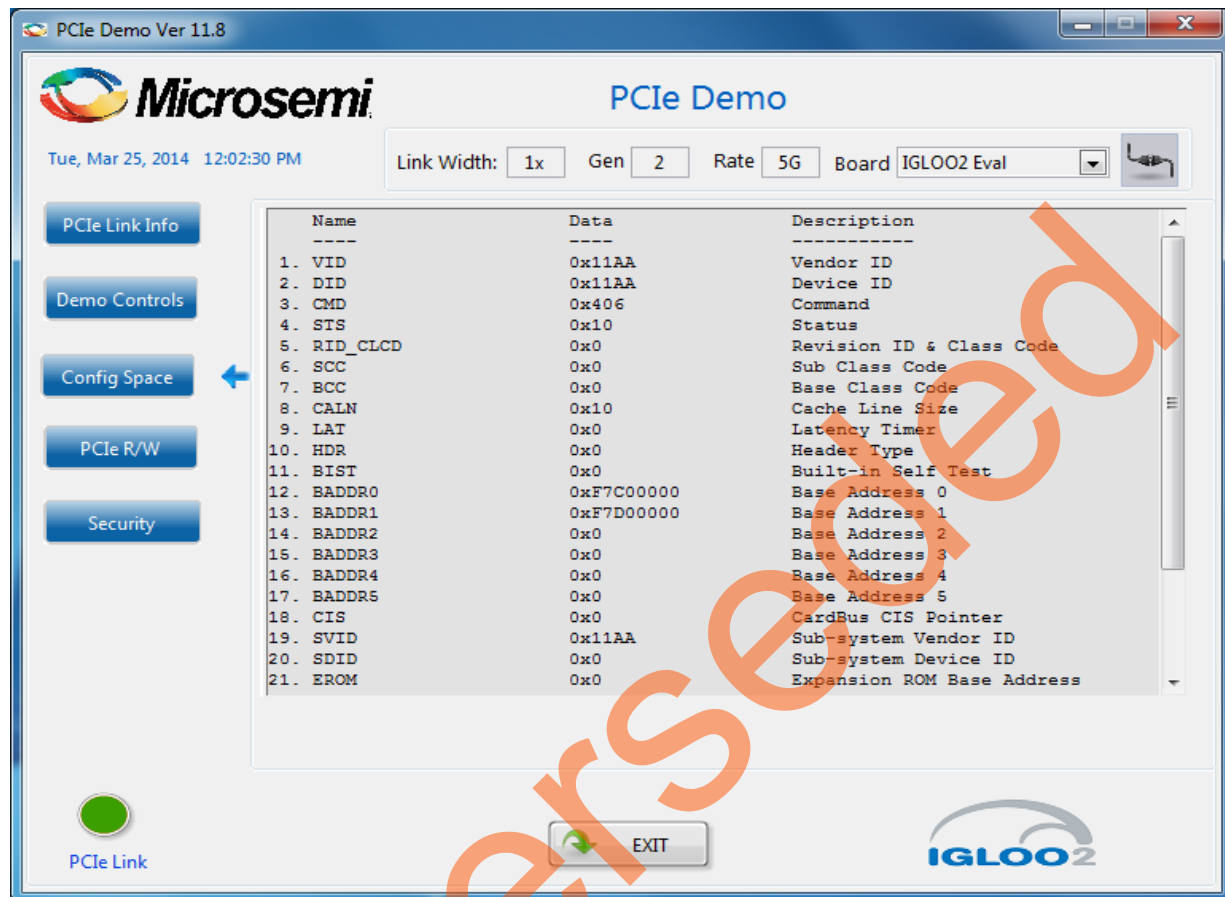 PCIe Demo Ver 11.8
Microsemi
PCIe Demo
Tue, Mar 25, 2014 12:02:30 PM
Link Width: 1x Gen 2 Rate 5G Board IGLOO2 Eval
PCIe Link Info
Demo Controls
Config Space
PCIe R/W
Security
Name Data Description
---- ---- -----------
1. VID 0x11AA Vendor ID
2. DID 0x11AA Device ID
3. CMD 0x406 Command
4. STS 0x10 Status
5. RID_CLCD 0x0 Revision ID & Class Code
6. SCC 0x0 Sub Class Code
7. BCC 0x0 Base Class Code
8. CALN 0x10 Cache Line Size
9. LAT 0x0 Latency Timer
10. HDR 0x0 Header Type
11. BIST 0x0 Built-in Self Test
12. BADDR0 0xF7C00000 Base Address 0
13. BADDR1 0xF7D00000 Base Address 1
14. BADDR2 0x0 Base Address 2
15. BADDR3 0x0 Base Address 3
16. BADDR4 0x0 Base Address 4
17. BADDR5 0x0 Base Address 5
18. CIS 0x0 CardBus CIS Pointer
19. SVID 0x11AA Sub-system Vendor ID
20. SDID 0x0 Sub-system Device ID
21. EROM 0x0 Expansion ROM Base Address
PCIe Link
EXIT
IGLOO2
erseded